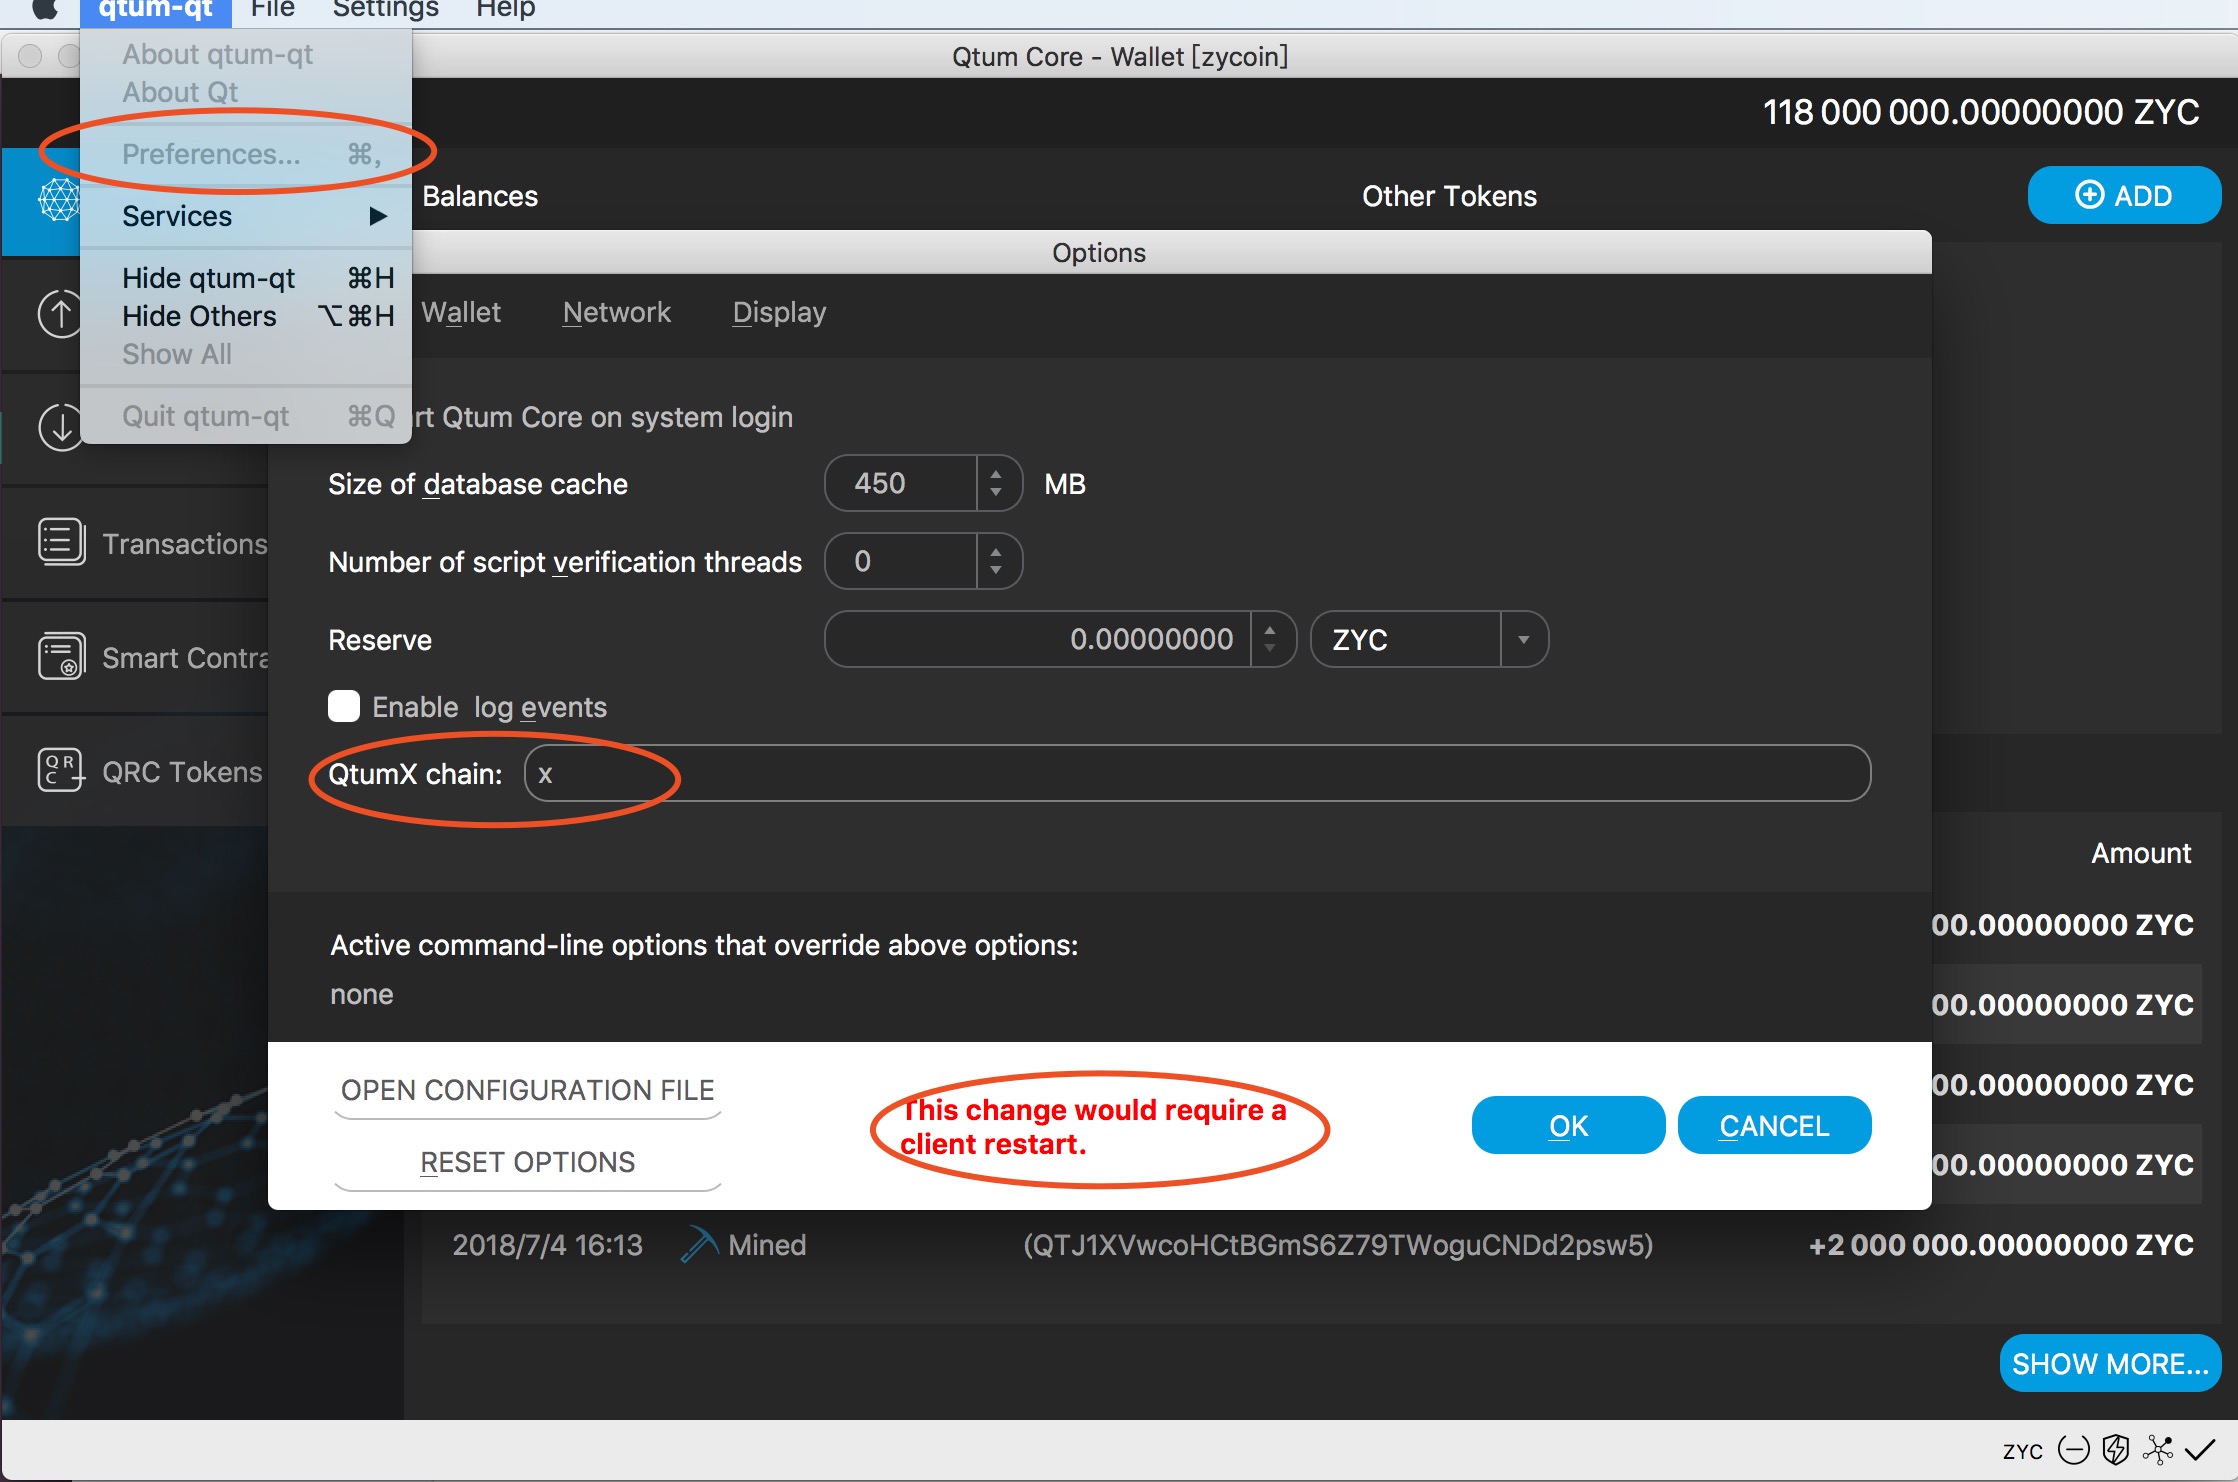 qtum-qt File Settings Help
Qtum Core - Wallet [zycoin]
About qtum-qt
About Qt
Preferences... ⌘,
Services ▶
Hide qtum-qt ⌘H
Hide Others ⌥⌘H
Show All
Quit qtum-qt ⌘Q
118 000 000.00000000 ZYC
Balances
Other Tokens
ADD
Options
Wallet Network Display
rt Qtum Core on system login
Size of database cache 450 MB
Number of script verification threads 0
Reserve 0.00000000 ZYC
Enable log events
QtumX chain: x
Transactions
Smart Contra
QRC Tokens
Active command-line options that override above options:
none
OPEN CONFIGURATION FILE
RESET OPTIONS
This change would require a
client restart.
OK
CANCEL
Amount
00.00000000 ZYC
00.00000000 ZYC
00.00000000 ZYC
00.00000000 ZYC
2018/7/4 16:13 Mined (QTJ1XVwcoHCtBGmS6Z79TWoguCNDd2psw5) +2 000 000.00000000 ZYC
SHOW MORE...
ZYC